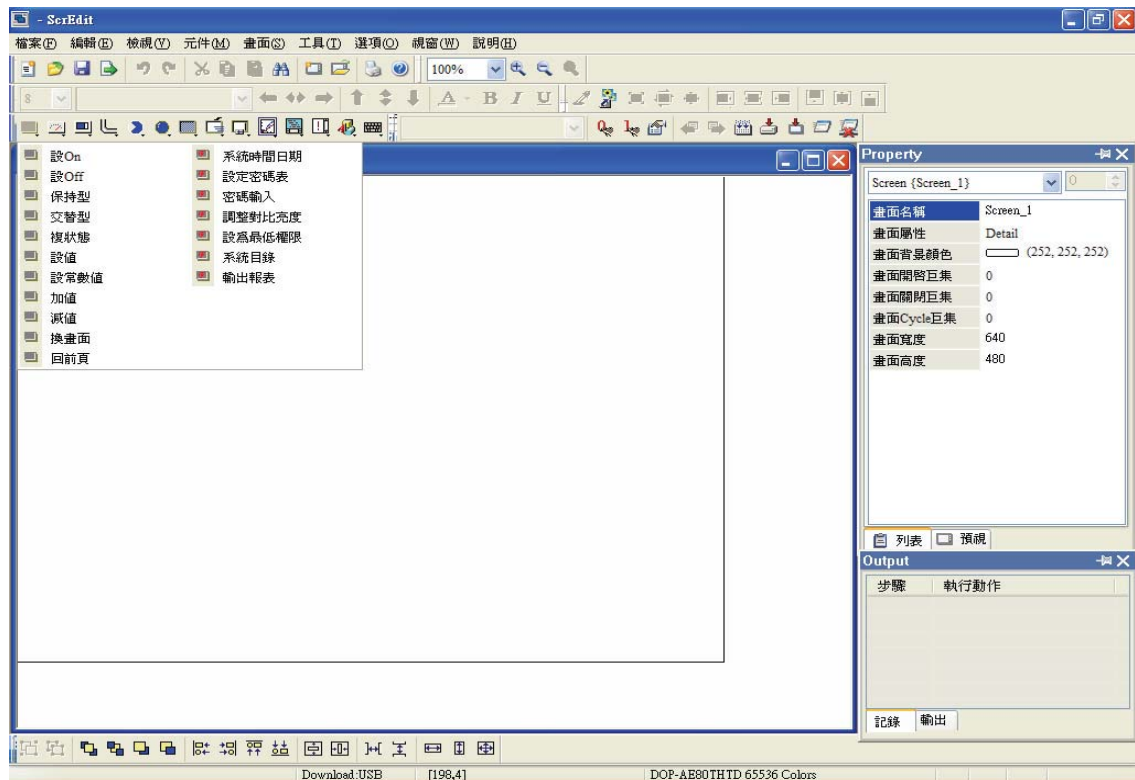 - ScrEdit
檔案(F) 編輯(E) 檢視(V) 元件(M) 畫面(S) 工具(T) 選項(O) 視窗(W) 說明(H)
100%
8 A B I U
設On
設Off
保持型
交替型
複狀態
設值
設常數值
加值
減值
換畫面
回前頁
系統時間日期
設定密碼表
密碼輸入
調整對比亮度
設為最低權限
系統目錄
輸出報表
Property
Screen {Screen_1} 0
畫面名稱 Screen_1
畫面屬性 Detail
畫面背景顏色 (252, 252, 252)
畫面開啓巨集 0
畫面關閉巨集 0
畫面Cycle巨集 0
畫面寬度 640
畫面高度 480
列表 預視
Output
步驟 執行動作
記錄 輸出
Download:USB [198,4] DOP-AE80THTD 65536 Colors